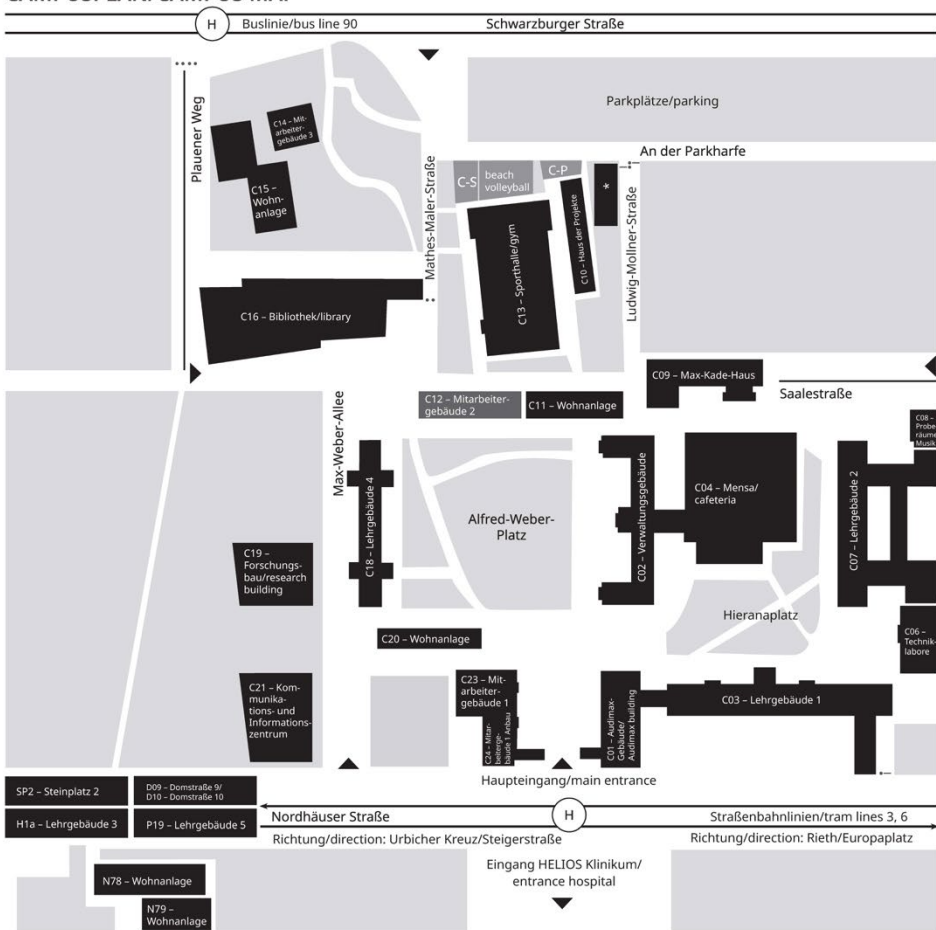 H
Buslinie/bus line 90
Schwarzburger Straße
Parkplätze/parking
An der Parkharfe
Plauener Weg
C14 – Mit-
arbeiter-
gebäude 3
C15 –
Wohn-
anlage
Mathes-Maler-Straße
C-S
beach
volleyball
C-P
*
C13 – Sporthalle/gym
C10 – Haus der Projekte
Ludwig-Mollner-Straße
C16 – Bibliothek/library
C09 – Max-Kade-Haus
Saalestraße
C12 – Mitarbeiter-
gebäude 2
C11 – Wohnanlage
C08 –
Probe-
räume
Musik
Max-Weber-Allee
C18 – Lehrgebäude 4
Alfred-Weber-
Platz
C02 – Verwaltungsgebäude
C04 – Mensa/
cafeteria
C07 – Lehrgebäude 2
C19 –
Forschungs-
bau/research
building
Hieranaplatz
C20 – Wohnanlage
C06 –
Technik-
labore
C21 – Kom-
munika-
tions- und
Informations-
zentrum
C23 – Mit-
arbeiter-
gebäude 1
C24 – Mitar-
beiterge-
bäude 1 Anbau
C01 – Audimax-
Gebäude/
Audimax building
C03 – Lehrgebäude 1
Haupteingang/main entrance
SP2 – Steinplatz 2
D09 – Domstraße 9/
D10 – Domstraße 10
H1a – Lehrgebäude 3
P19 – Lehrgebäude 5
Nordhäuser Straße
H
Straßenbahnlinien/tram lines 3, 6
Richtung/direction: Urbicher Kreuz/Steigerstraße
Richtung/direction: Rieth/Europaplatz
Eingang HELIOS Klinikum/
entrance hospital
N78 – Wohnanlage
N79 –
Wohnanlage